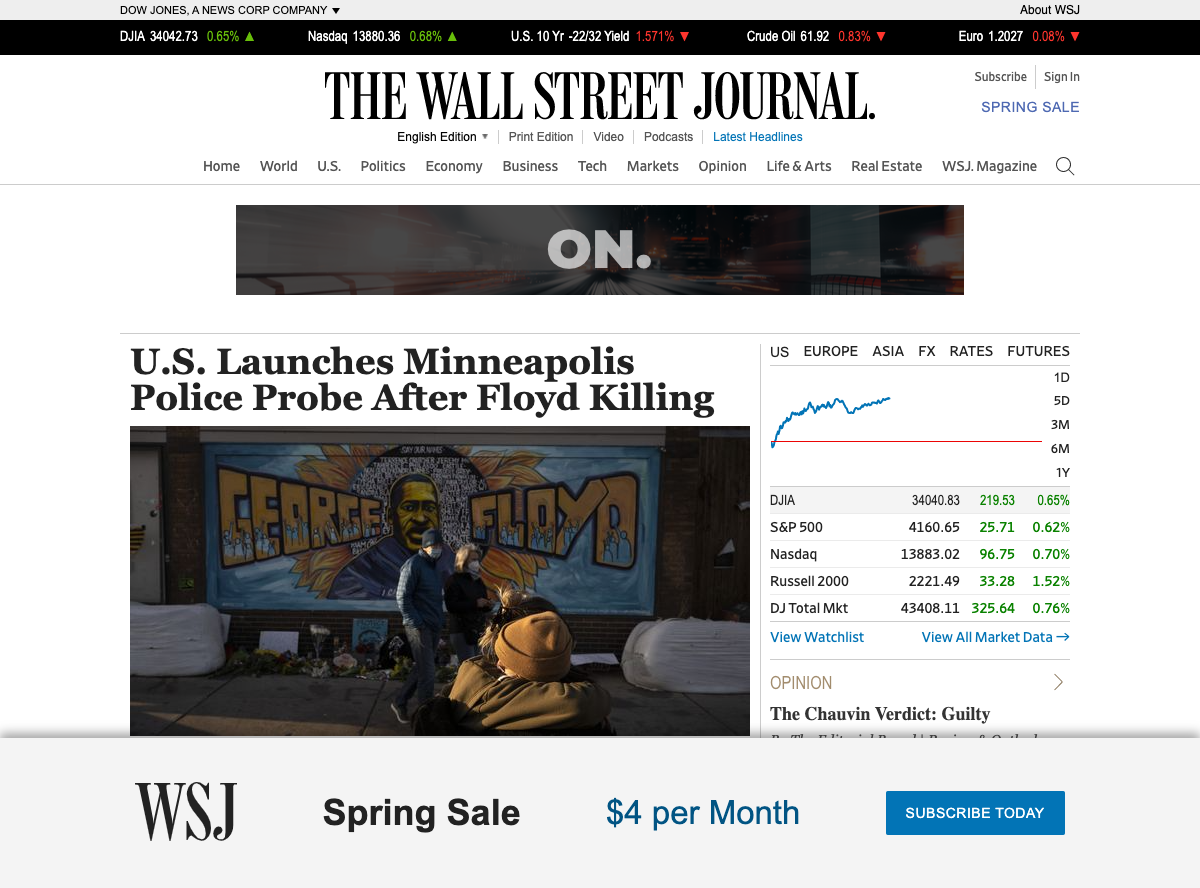 DOW JONES, A NEWS CORP COMPANY
About WSJ
DJIA 34042.73 0.65%
Nasdaq 13880.36 0.68%
U.S. 10 Yr -22/32 Yield 1.571%
Crude Oil 61.92 0.83%
Euro 1.2027 0.08%
THE WALL STREET JOURNAL.
Subscribe
Sign In
SPRING SALE
English Edition
Print Edition
Video
Podcasts
Latest Headlines
Home World U.S. Politics Economy Business Tech Markets Opinion Life & Arts Real Estate WSJ. Magazine
ON.
U.S. Launches Minneapolis
Police Probe After Floyd Killing
GEORGE FLOYD
US EUROPE ASIA FX RATES FUTURES
1D
5D
3M
6M
1Y
DJIA 34040.83 219.53 0.65%
S&P 500 4160.65 25.71 0.62%
Nasdaq 13883.02 96.75 0.70%
Russell 2000 2221.49 33.28 1.52%
DJ Total Mkt 43408.11 325.64 0.76%
View Watchlist
View All Market Data
OPINION
The Chauvin Verdict: Guilty
WSJ
Spring Sale
$4 per Month
SUBSCRIBE TODAY